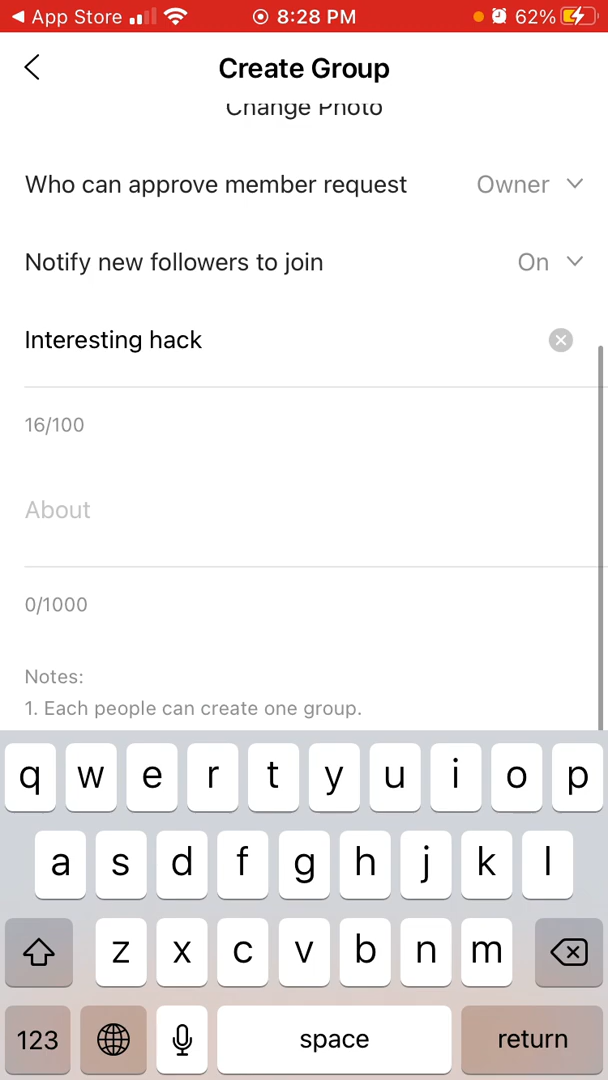 App Store 8:28 PM 62%
Create Group
Change Photo
Who can approve member request Owner
Notify new followers to join On
Interesting hack
16/100
About
0/1000
Notes:
1. Each people can create one group.
q w e r t y u i o p
a s d f g h j k l
z x c v b n m
123 space return